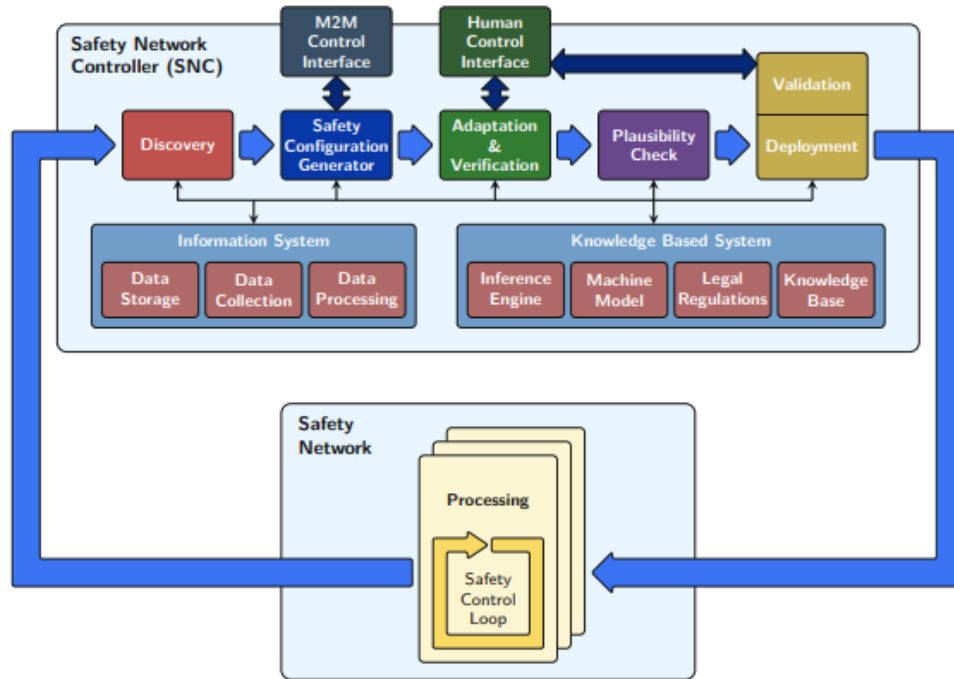 Safety Network
Controller (SNC)
M2M
Control
Interface
Human
Control
Interface
Validation
Discovery
Safety
Configuration
Generator
Adaptation
&
Verification
Plausibility
Check
Deployment
Information System
Data
Storage
Data
Collection
Data
Processing
Knowledge Based System
Inference
Engine
Machine
Model
Legal
Regulations
Knowledge
Base
Safety
Network
Processing
Safety
Control
Loop